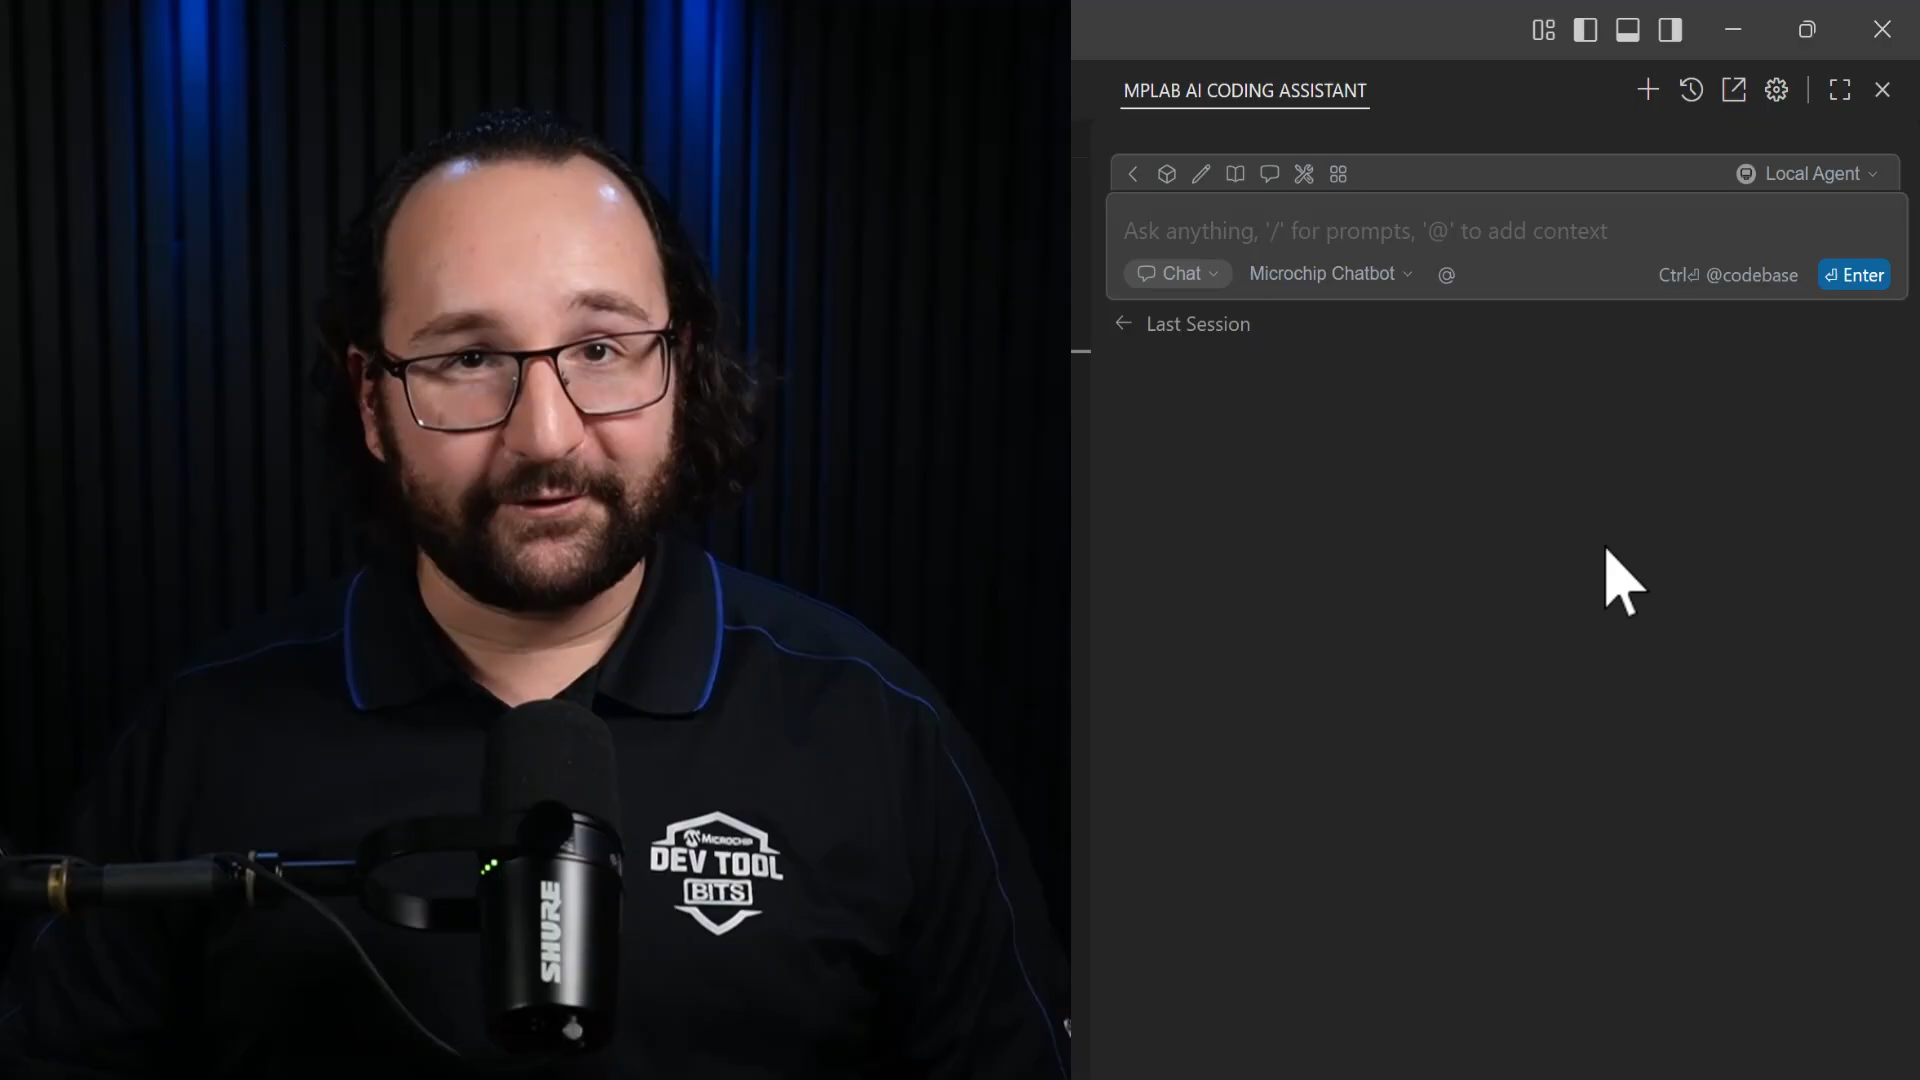 MPLAB AI CODING ASSISTANT
Local Agent
Ask anything, '/' for prompts, '@' to add context
Chat
Microchip Chatbot
@
Ctrl⏎ @codebase
⏎ Enter
Last Session
MICROCHIP
DEV TOOL
BITS
SHURE